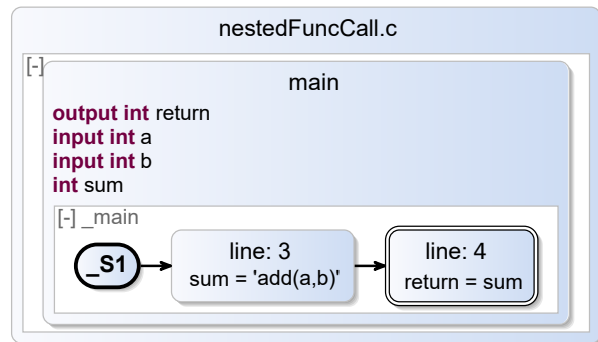 nestedFuncCall.c
[-]
main
output int return
input int a
input int b
int sum
[-] _main
_S1
line: 3
sum = 'add(a,b)'
line: 4
return = sum